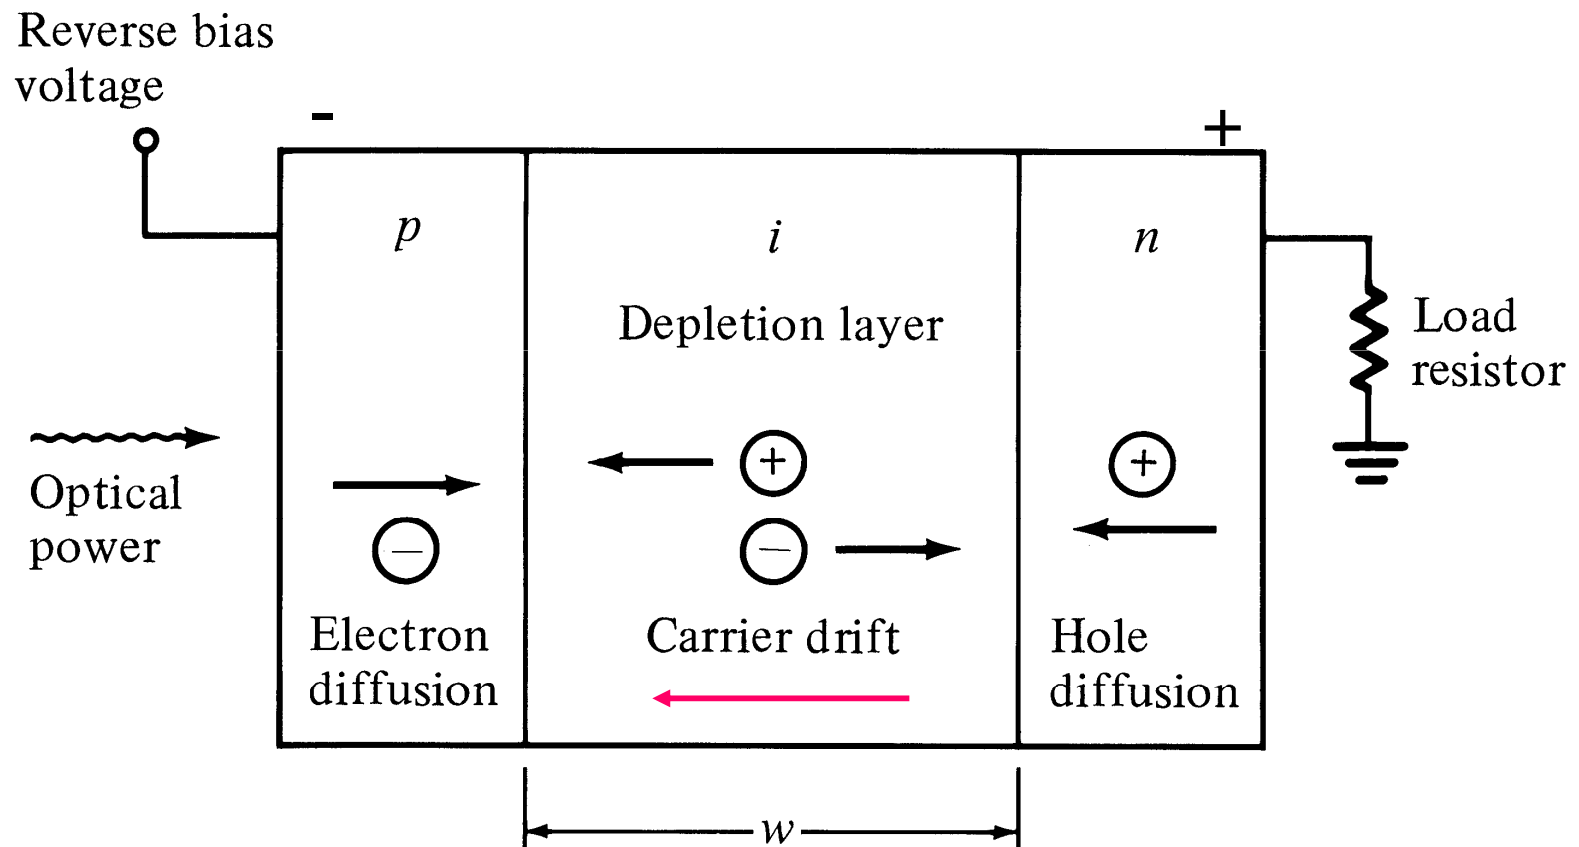 Reverse bias
voltage
-
+
p
i
n
Depletion layer
Load
resistor
+
+
Optical
power
−
−
Electron
diffusion
Carrier drift
Hole
diffusion
w